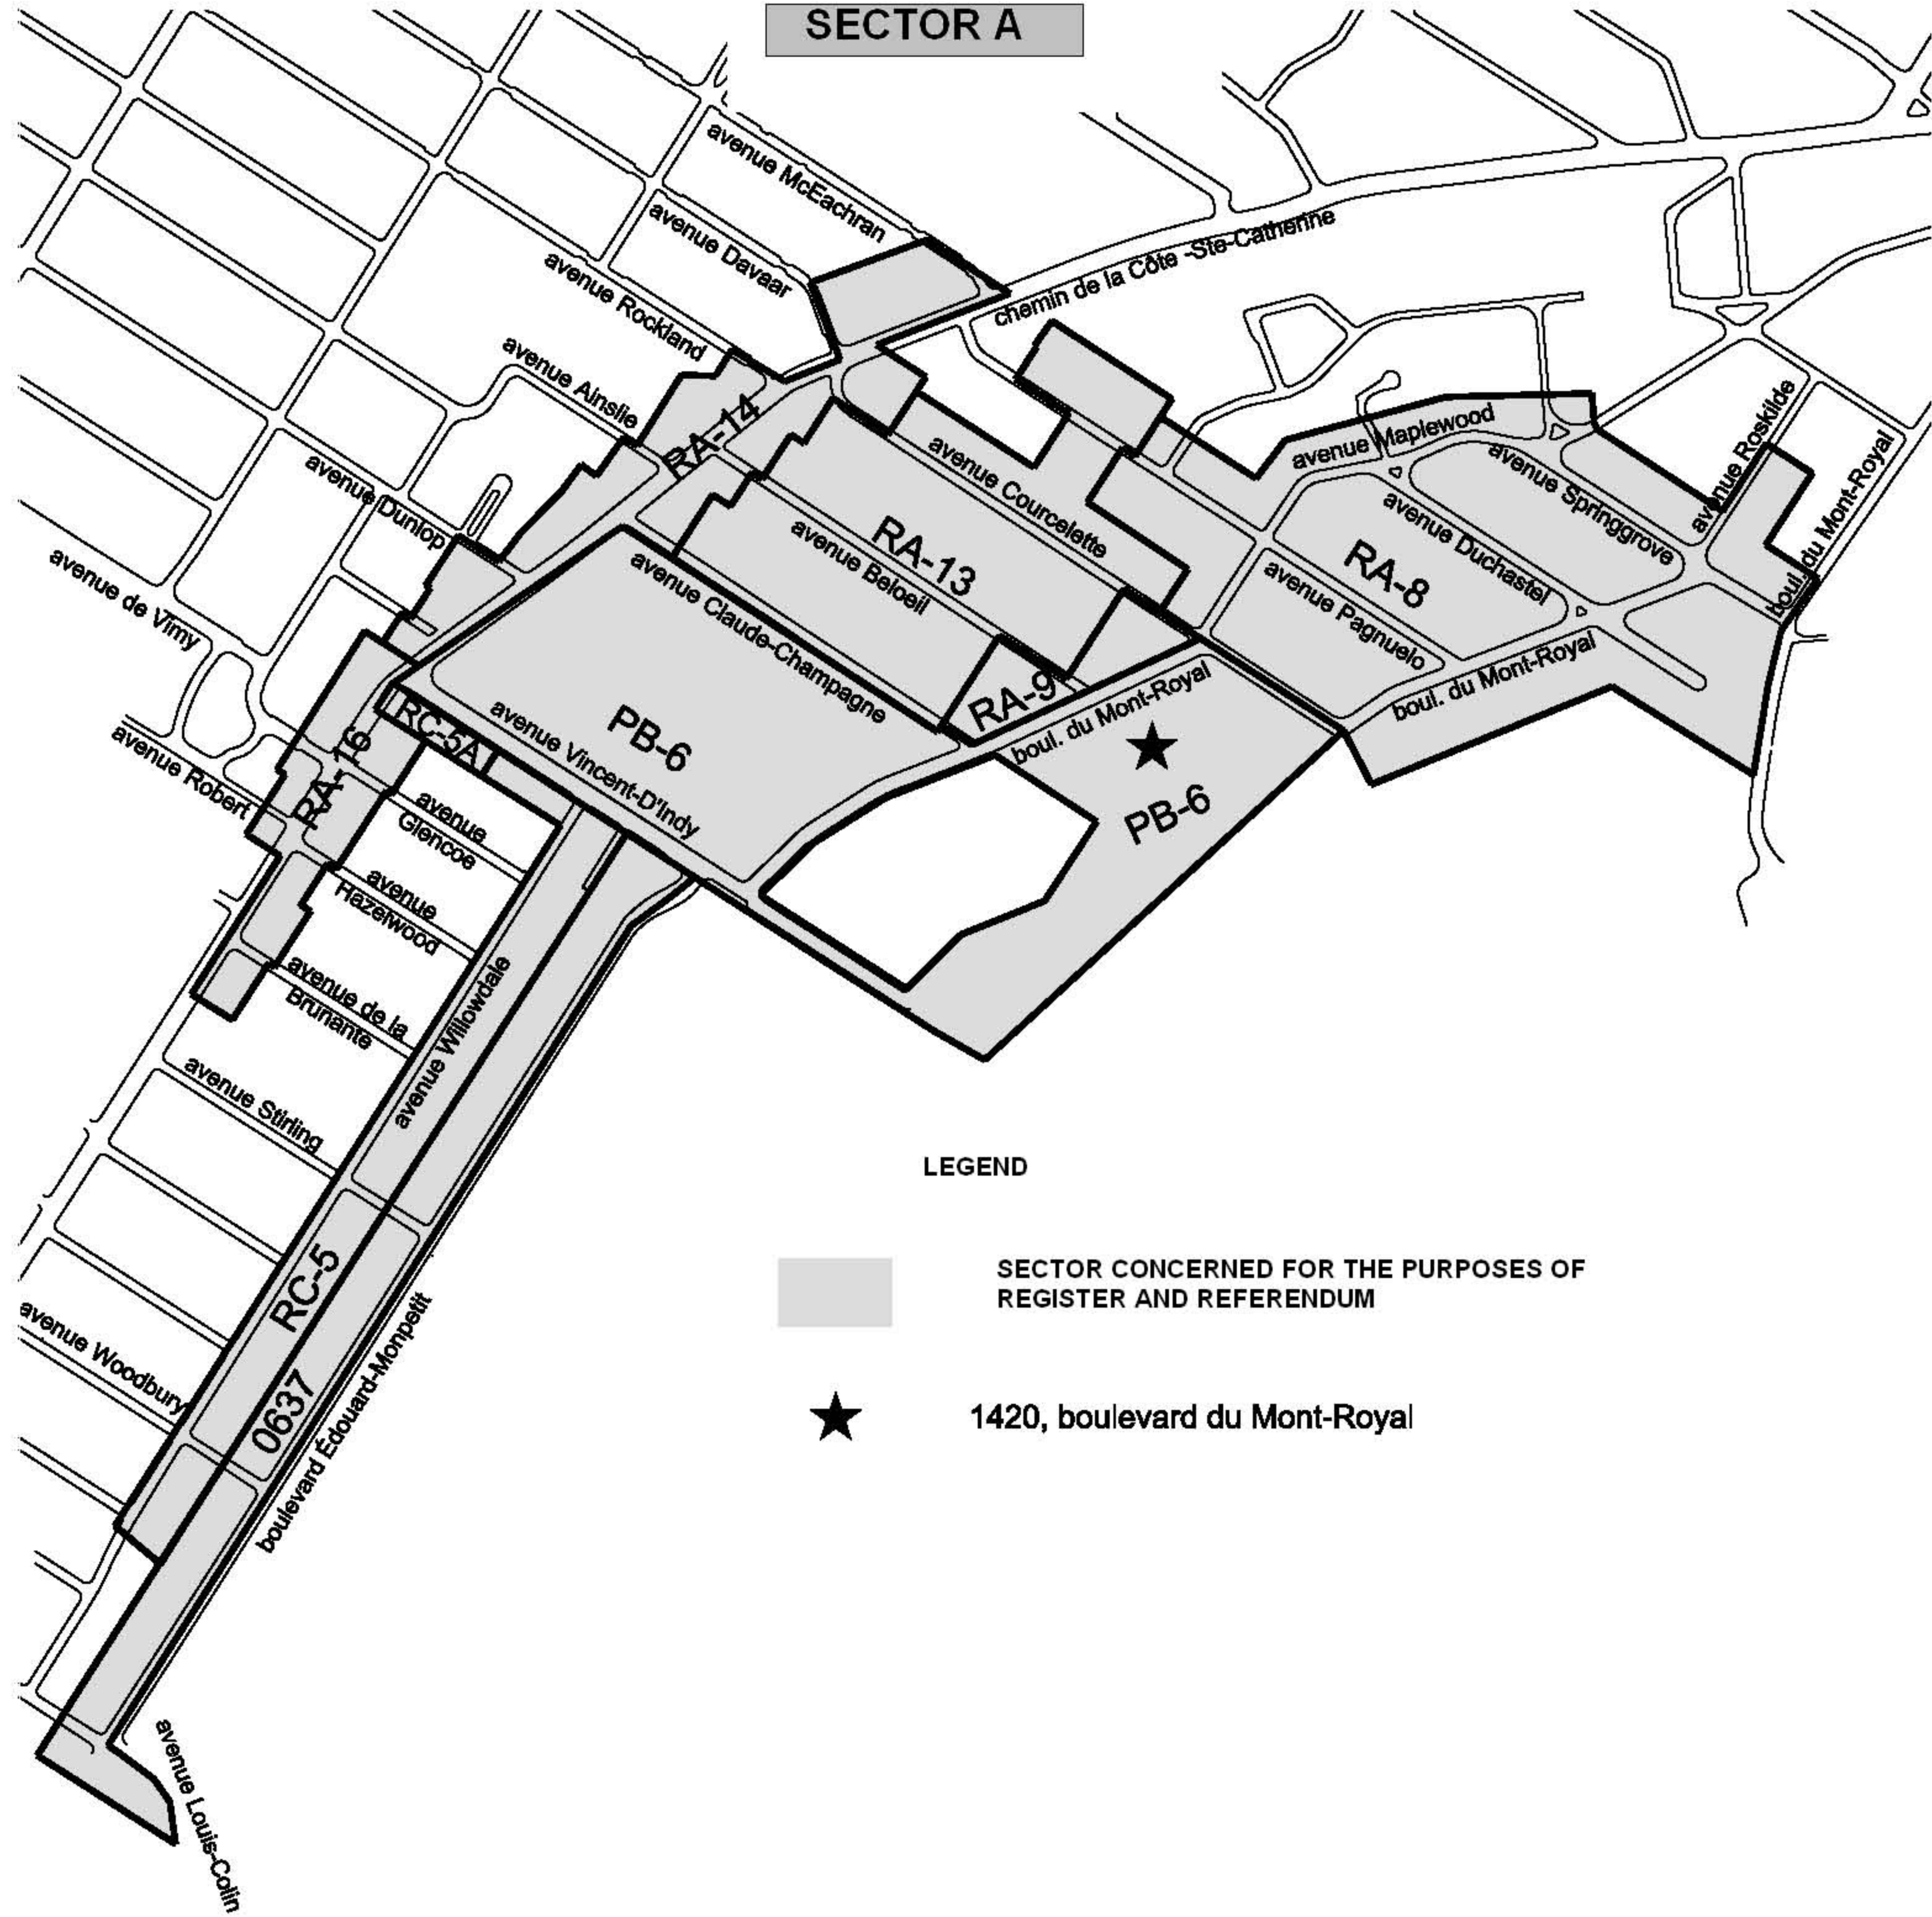 SECTOR A
avenue McEachran
avenue Davaar
avenue Rockland
chemin de la Côte -Ste-Catherine
avenue Ainslie
RA-14
avenue Maplewood
avenue Roskilde
avenue Springgrove
boul. du Mont-Royal
avenue Courcelette
avenue Dunlop
avenue Duchastel
RA-13
RA-8
avenue Beloeil
avenue de Vimy
avenue Claude-Champagne
avenue Pagnuelo
boul. du Mont-Royal
RA-9
boul. du Mont-Royal
RC-5A
PB-6
avenue Vincent-D'Indy
RA-16
avenue Robert
PB-6
avenue
Glencoe
avenue
Hazelwood
avenue de la
Brunante
avenue Willowdale
avenue Stirling
RC-5
avenue Woodbury
0637
boulevard Édouard-Monpetit
avenue Louis-Colin
LEGEND
SECTOR CONCERNED FOR THE PURPOSES OF
REGISTER AND REFERENDUM
1420, boulevard du Mont-Royal